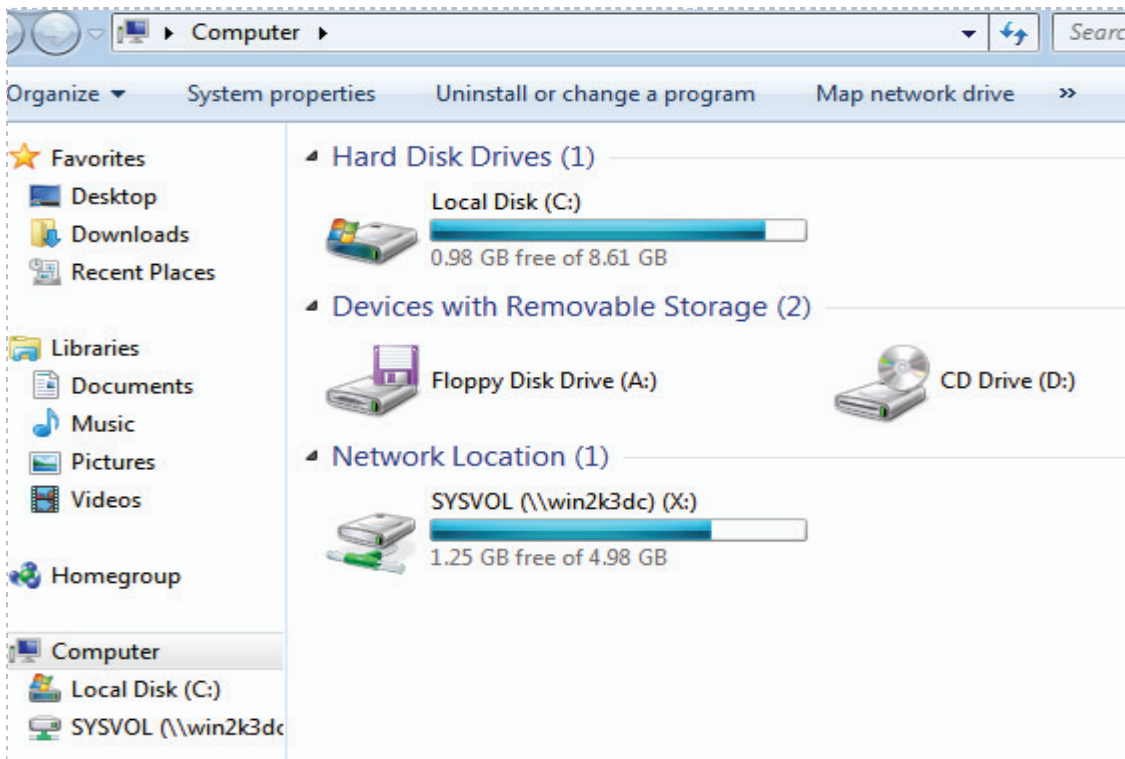 Computer
Searc
Organize
System properties
Uninstall or change a program
Map network drive
»
Favorites
Desktop
Downloads
Recent Places
Libraries
Documents
Music
Pictures
Videos
Homegroup
Computer
Local Disk (C:)
SYSVOL (\\win2k3dc
Hard Disk Drives (1)
Local Disk (C:)
0.98 GB free of 8.61 GB
Devices with Removable Storage (2)
Floppy Disk Drive (A:)
CD Drive (D:)
Network Location (1)
SYSVOL (\\win2k3dc) (X:)
1.25 GB free of 4.98 GB